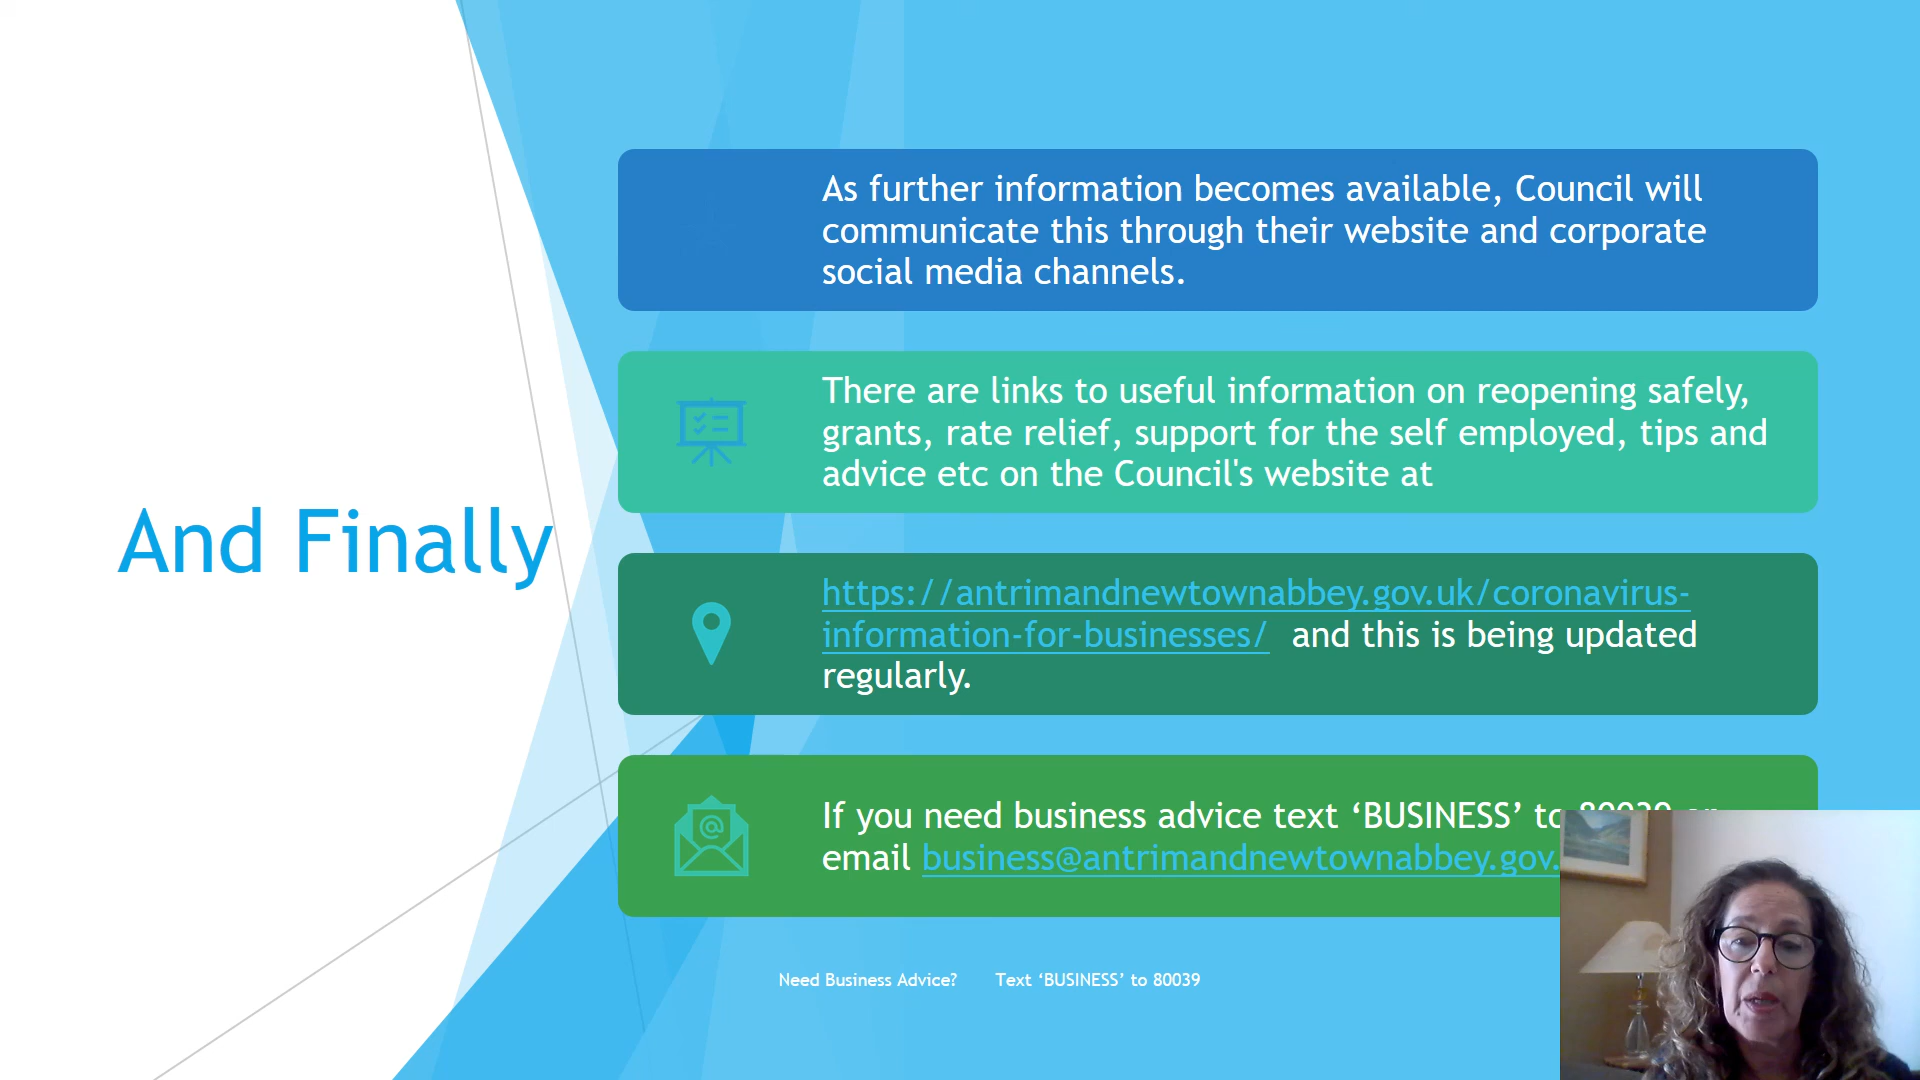 And Finally
As further information becomes available, Council will
communicate this through their website and corporate
social media channels.
There are links to useful information on reopening safely,
grants, rate relief, support for the self employed, tips and
advice etc on the Council's website at
https://antrimandnewtownabbey.gov.uk/coronavirus-
information-for-businesses/ and this is being updated
regularly.
If you need business advice text ‘BUSINESS’ to 80039 or
email business@antrimandnewtownabbey.gov.
Need Business Advice? Text ‘BUSINESS’ to 80039